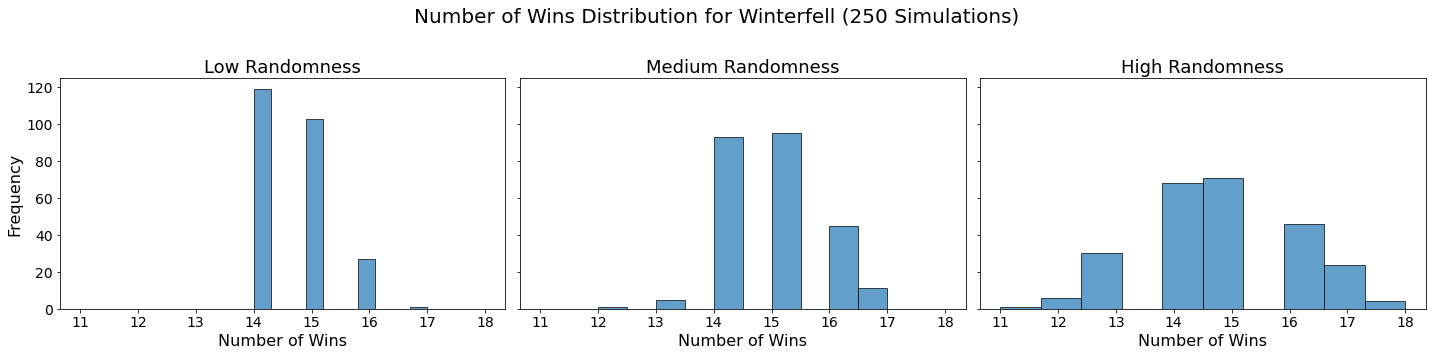 Number of Wins Distribution for Winterfell (250 Simulations)
Low Randomness
Medium Randomness
High Randomness
Frequency
120
100
80
60
40
20
0
11 12 13 14 15 16 17 18
11 12 13 14 15 16 17 18
11 12 13 14 15 16 17 18
Number of Wins
Number of Wins
Number of Wins